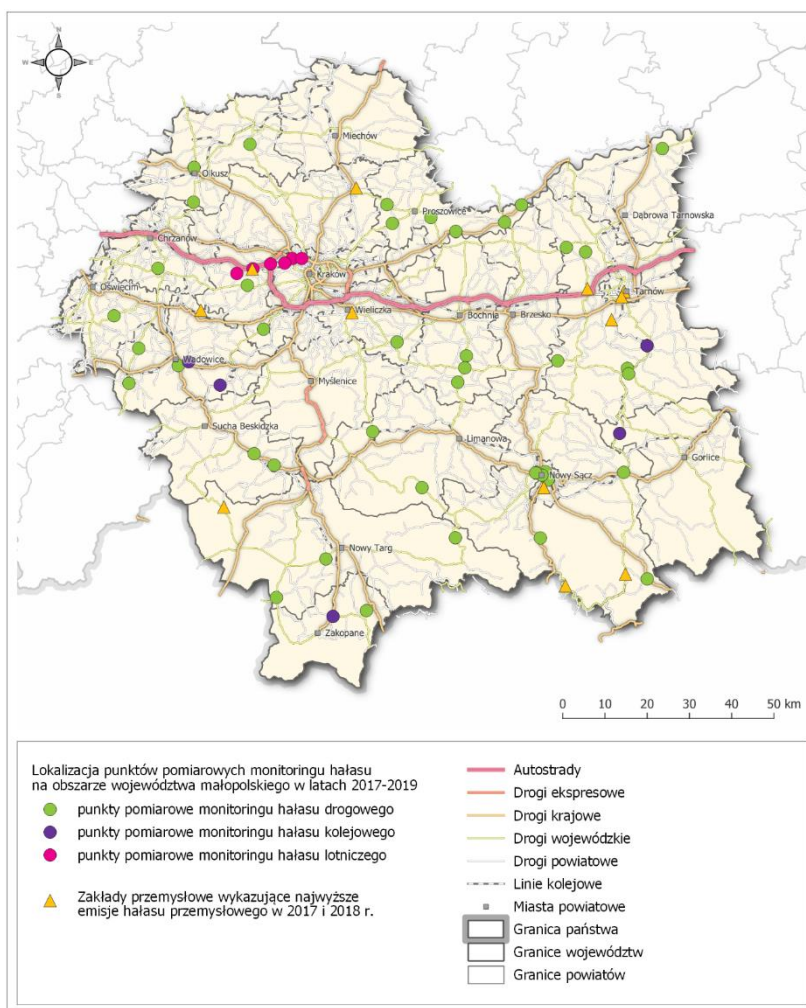 N
W
E
S
Miechów
Olkusz
Proszowice
Dąbrowa Tarnowska
Chrzanów
Kraków
Oświęcim
Tarnów
Wieliczka
Bochnia
Brzesko
Wadowice
Myślenice
Sucha Beskidzka
Limanowa
Gorlice
Nowy Sącz
Nowy Targ
Zakopane
0 10 20 30 40 50 km
Lokalizacja punktów pomiarowych monitoringu hałasu
na obszarze województwa małopolskiego w latach 2017-2019
punkty pomiarowe monitoringu hałasu drogowego
punkty pomiarowe monitoringu hałasu kolejowego
punkty pomiarowe monitoringu hałasu lotniczego
Zakłady przemysłowe wykazujące najwyższe
emisje hałasu przemysłowego w 2017 i 2018 r.
Autostrady
Drogi ekspresowe
Drogi krajowe
Drogi wojewódzkie
Drogi powiatowe
Linie kolejowe
Miasta powiatowe
Granica państwa
Granice województw
Granice powiatów